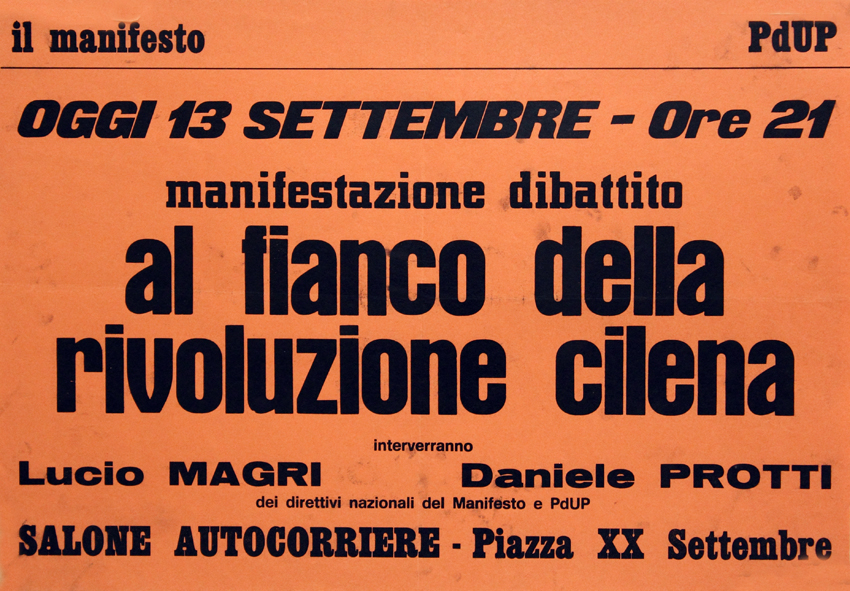 il manifesto PdUP
OGGI 13 SETTEMBRE - Ore 21
manifestazione dibattito
al fianco della
rivoluzione cilena
interverranno
Lucio MAGRI Daniele PROTTI
dei direttivi nazionali del Manifesto e PdUP
SALONE AUTOCORRIERE - Piazza XX Settembre